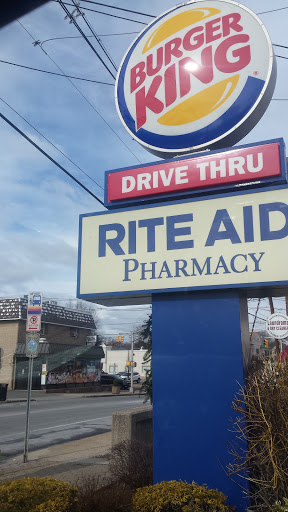 BURGER
KING
DRIVE THRU
RITE AID
PHARMACY